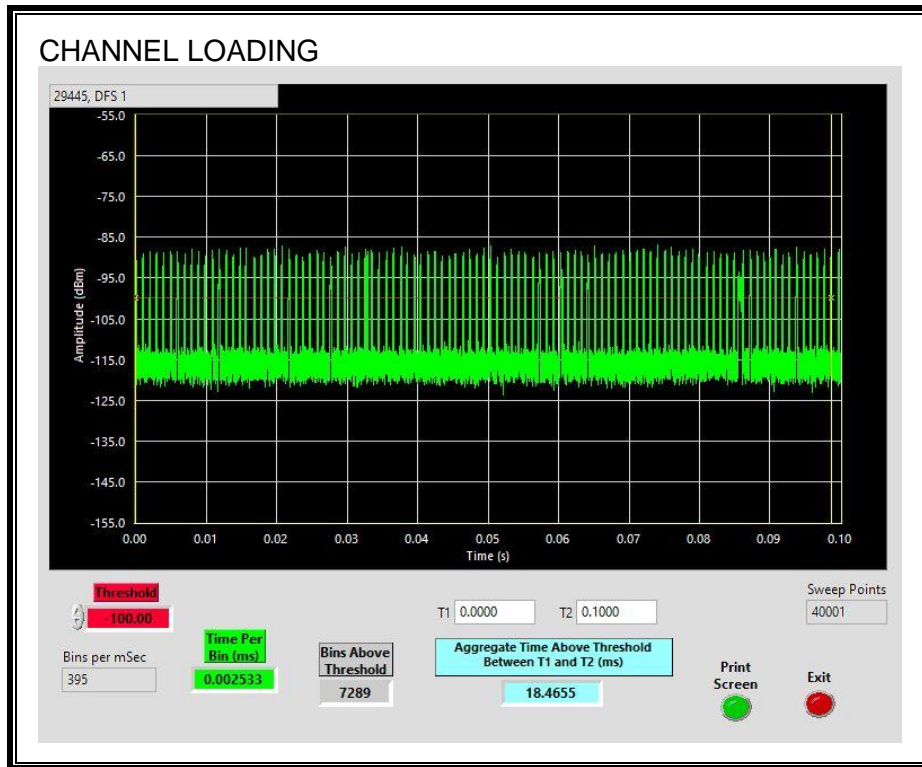 CHANNEL LOADING
29445, DFS 1
-55.0
-65.0
-75.0
-85.0
-95.0
-105.0
-115.0
-125.0
-135.0
-145.0
-155.0
Amplitude (dBm)
0.00 0.01 0.02 0.03 0.04 0.05 0.06 0.07 0.08 0.09 0.10
Time (s)
Threshold
-100.00
Bins per mSec
395
Time Per
Bin (ms)
0.002533
Bins Above
Threshold
7289
T1 0.0000 T2 0.1000
Aggregate Time Above Threshold
Between T1 and T2 (ms)
18.4655
Print
Screen
Sweep Points
40001
Exit